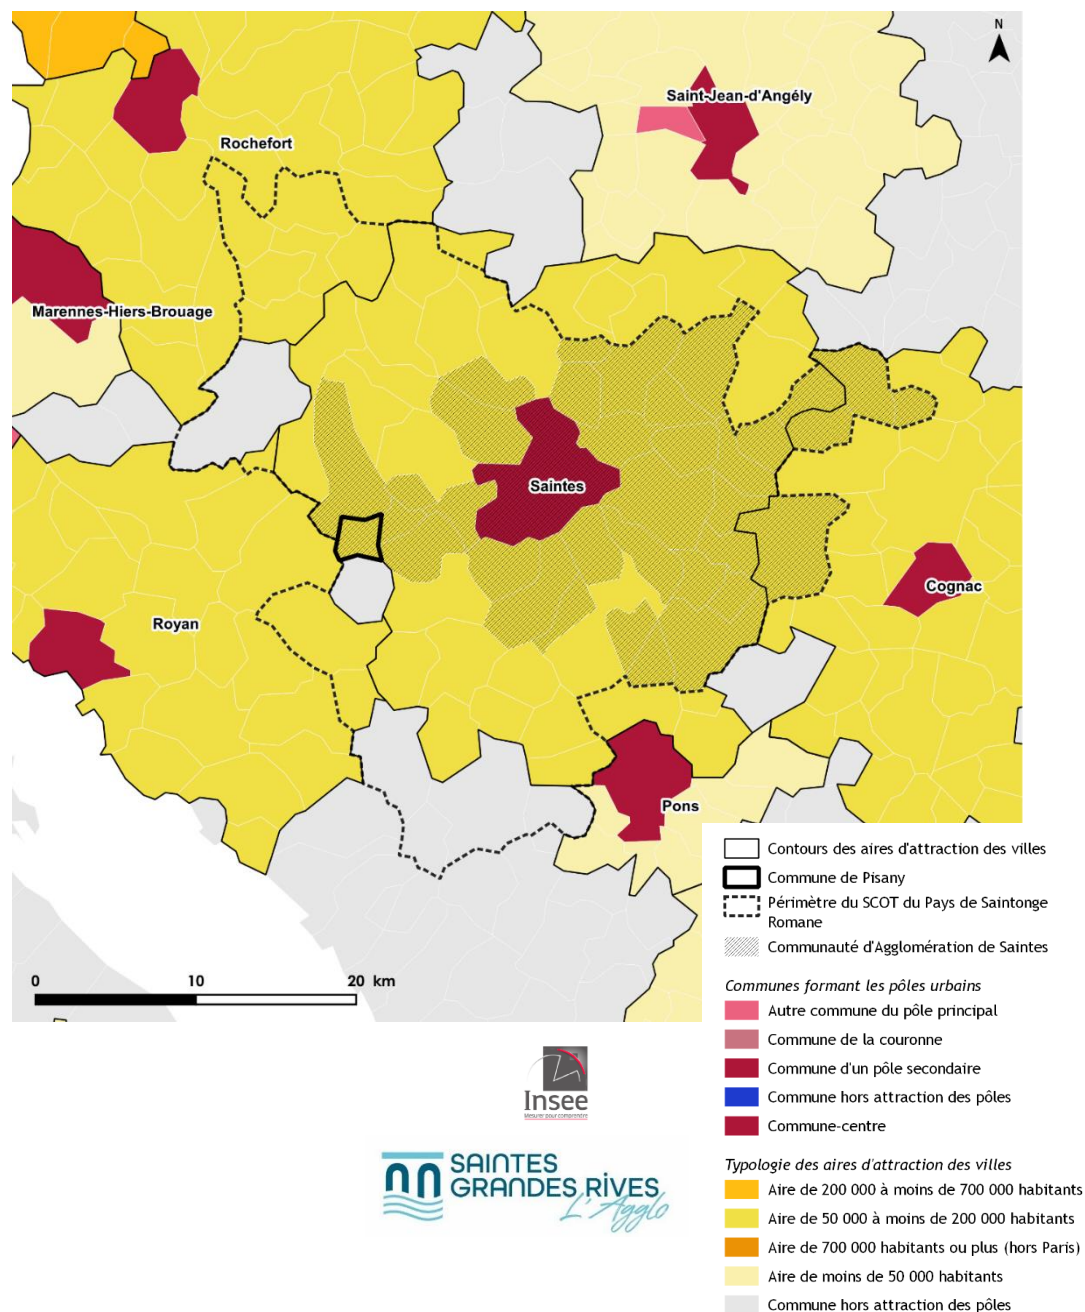 N
Saint-Jean-d'Angély
Rochefort
Marennes-Hiers-Brouage
Saintes
Cognac
Royan
Pons
0 10 20 km
Contours des aires d'attraction des villes
Commune de Pisany
Périmètre du SCOT du Pays de Saintonge
Romane
Communauté d'Agglomération de Saintes
Communes formant les pôles urbains
Autre commune du pôle principal
Commune de la couronne
Commune d'un pôle secondaire
Commune hors attraction des pôles
Commune-centre
Typologie des aires d'attraction des villes
Aire de 200 000 à moins de 700 000 habitants
Aire de 50 000 à moins de 200 000 habitants
Aire de 700 000 habitants ou plus (hors Paris)
Aire de moins de 50 000 habitants
Commune hors attraction des pôles
Insee
Mesurer pour comprendre
SAINTES
GRANDES RIVES
L'Agglo